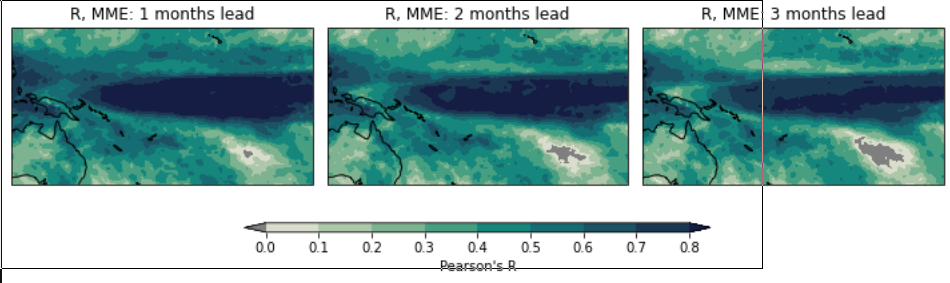 R, MME: 1 months lead R, MME: 2 months lead R, MME: 3 months lead
0.0 0.1 0.2 0.3 0.4 0.5 0.6 0.7 0.8
Pearson's R